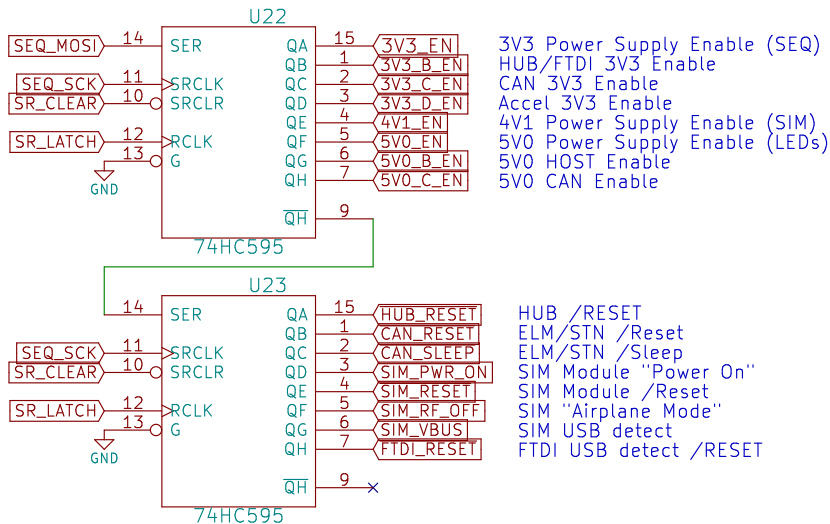 U22
SEQ_MOSI 14 SER QA 15 3V3_EN 3V3 Power Supply Enable (SEQ)
QB 1 3V3_B_EN HUB/FTDI 3V3 Enable
SEQ_SCK 11 SRCLK QC 2 3V3_C_EN CAN 3V3 Enable
SR_CLEAR 10 SRCLR QD 3 3V3_D_EN Accel 3V3 Enable
QE 4 4V1_EN 4V1 Power Supply Enable (SIM)
SR_LATCH 12 RCLK QF 5 5V0_EN 5V0 Power Supply Enable (LEDs)
13 G QG 6 5V0_B_EN 5V0 HOST Enable
GND QH 7 5V0_C_EN 5V0 CAN Enable
QH 9
74HC595
U23
14 SER QA 15 HUB_RESET HUB /RESET
QB 1 CAN_RESET ELM/STN /Reset
SEQ_SCK 11 SRCLK QC 2 CAN_SLEEP ELM/STN /Sleep
SR_CLEAR 10 SRCLR QD 3 SIM_PWR_ON SIM Module "Power On"
QE 4 SIM_RESET SIM Module /Reset
SR_LATCH 12 RCLK QF 5 SIM_RF_OFF SIM "Airplane Mode"
13 G QG 6 SIM_VBUS SIM USB detect
GND QH 7 FTDI_RESET FTDI USB detect /RESET
QH 9
74HC595